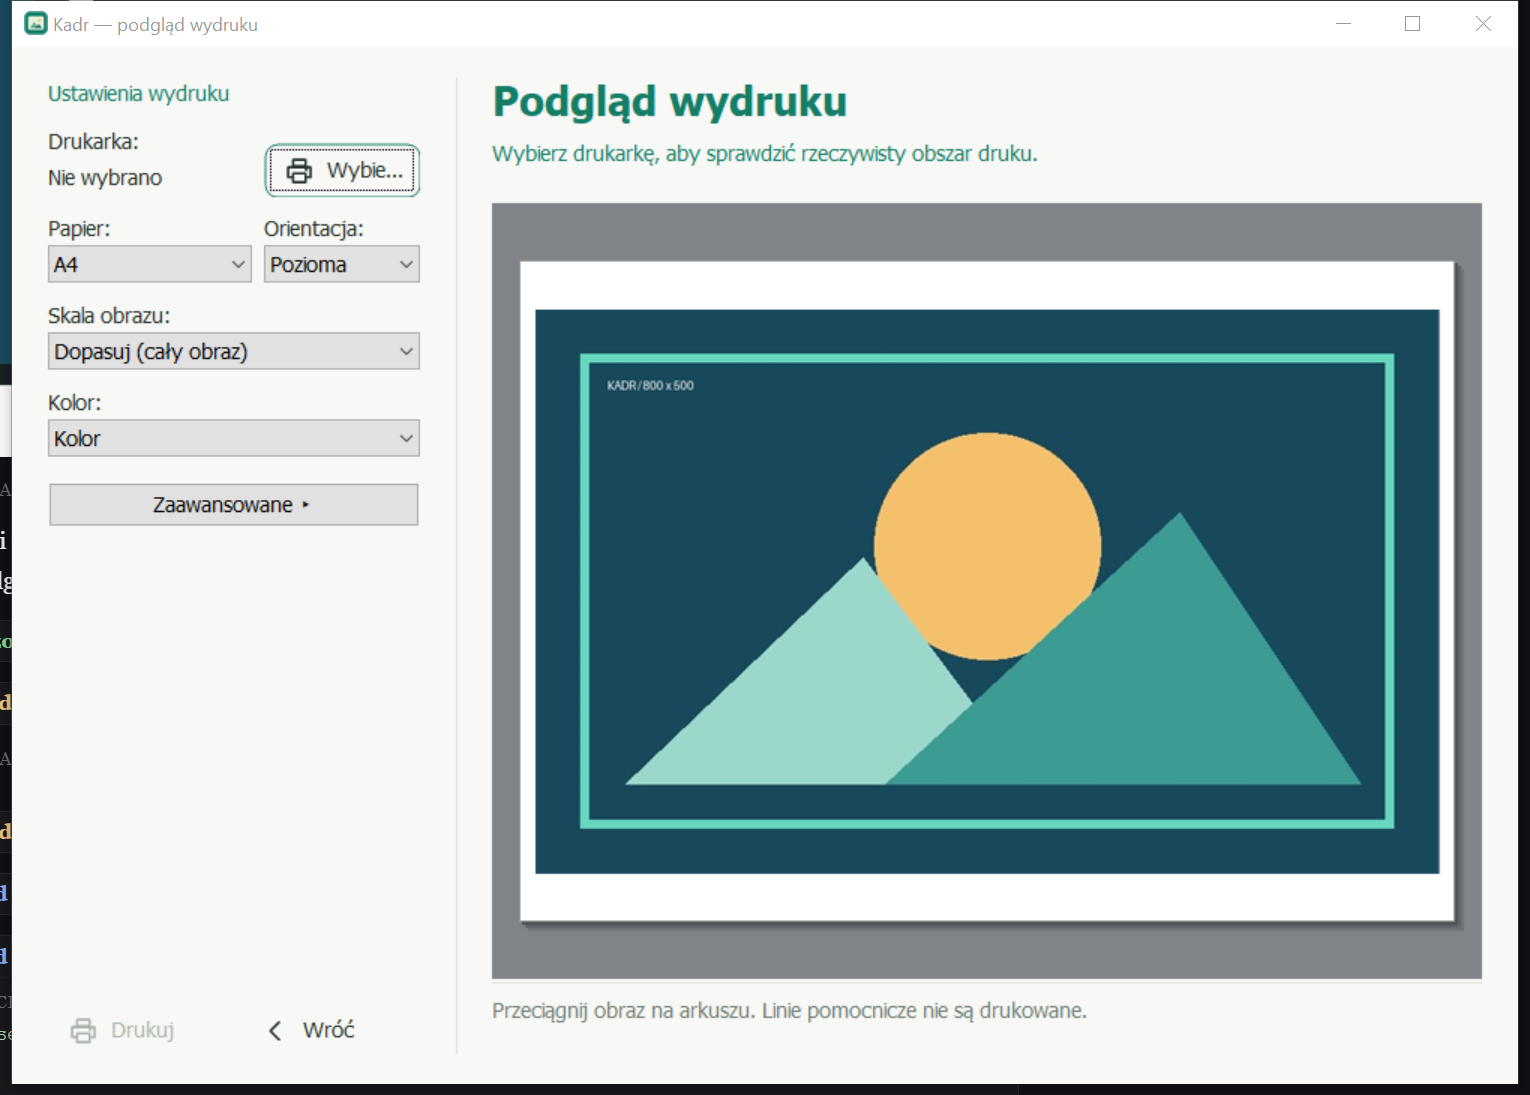 Kadr — podgląd wydruku
Ustawienia wydruku
Drukarka:
Nie wybrano
Wybie...
Papier:
Orientacja:
A4
Pozioma
Skala obrazu:
Dopasuj (cały obraz)
Kolor:
Kolor
Zaawansowane ▸
Drukuj
Wróć
Podgląd wydruku
Wybierz drukarkę, aby sprawdzić rzeczywisty obszar druku.
KADR / 800 x 500
Przeciągnij obraz na arkuszu. Linie pomocnicze nie są drukowane.